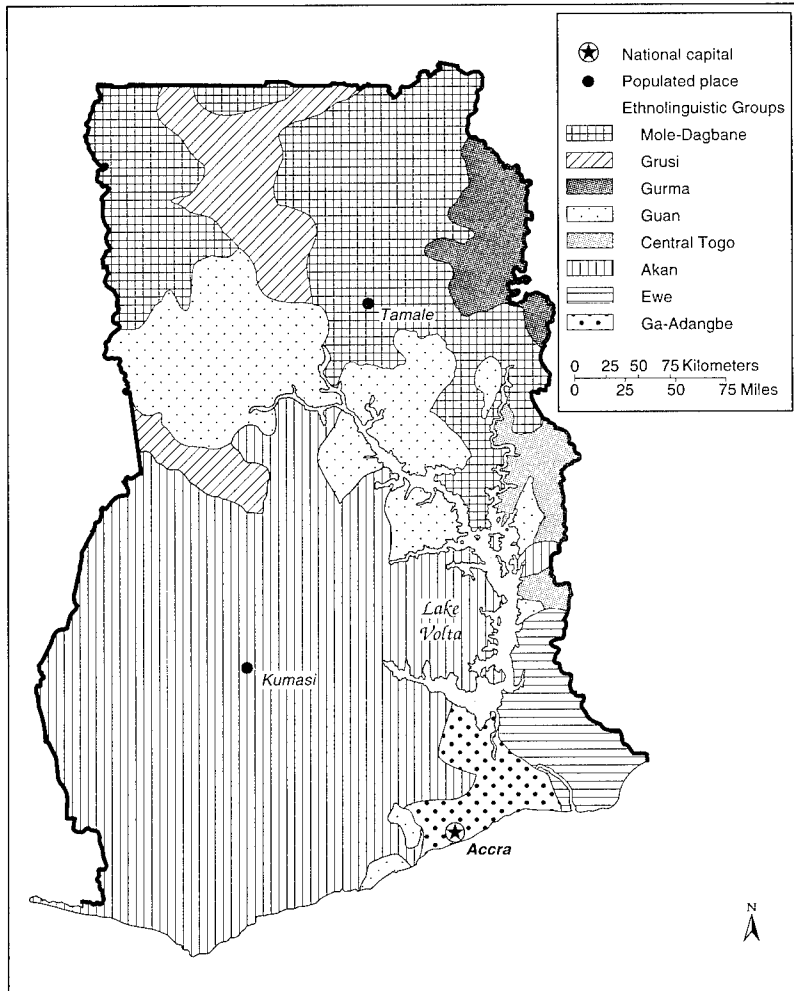 National capital
Populated place
Ethnolinguistic Groups
Mole-Dagbane
Grusi
Gurma
Guan
Central Togo
Akan
Ewe
Ga-Adangbe
0 25 50 75 Kilometers
0 25 50 75 Miles
Tamale
Lake
Volta
Kumasi
Accra
N